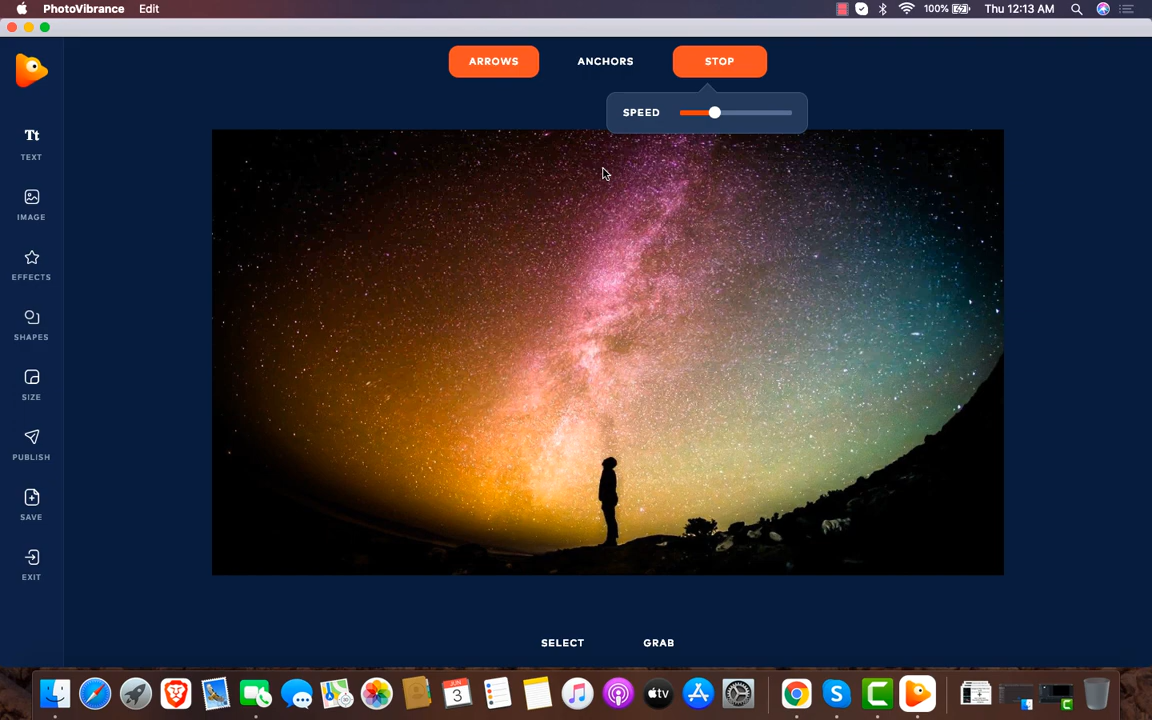 PhotoVibrance Edit 100% Thu 12:13 AM
ARROWS ANCHORS STOP
SPEED
Tt
TEXT
IMAGE
EFFECTS
SHAPES
SIZE
PUBLISH
SAVE
EXIT
SELECT GRAB
JUN
3